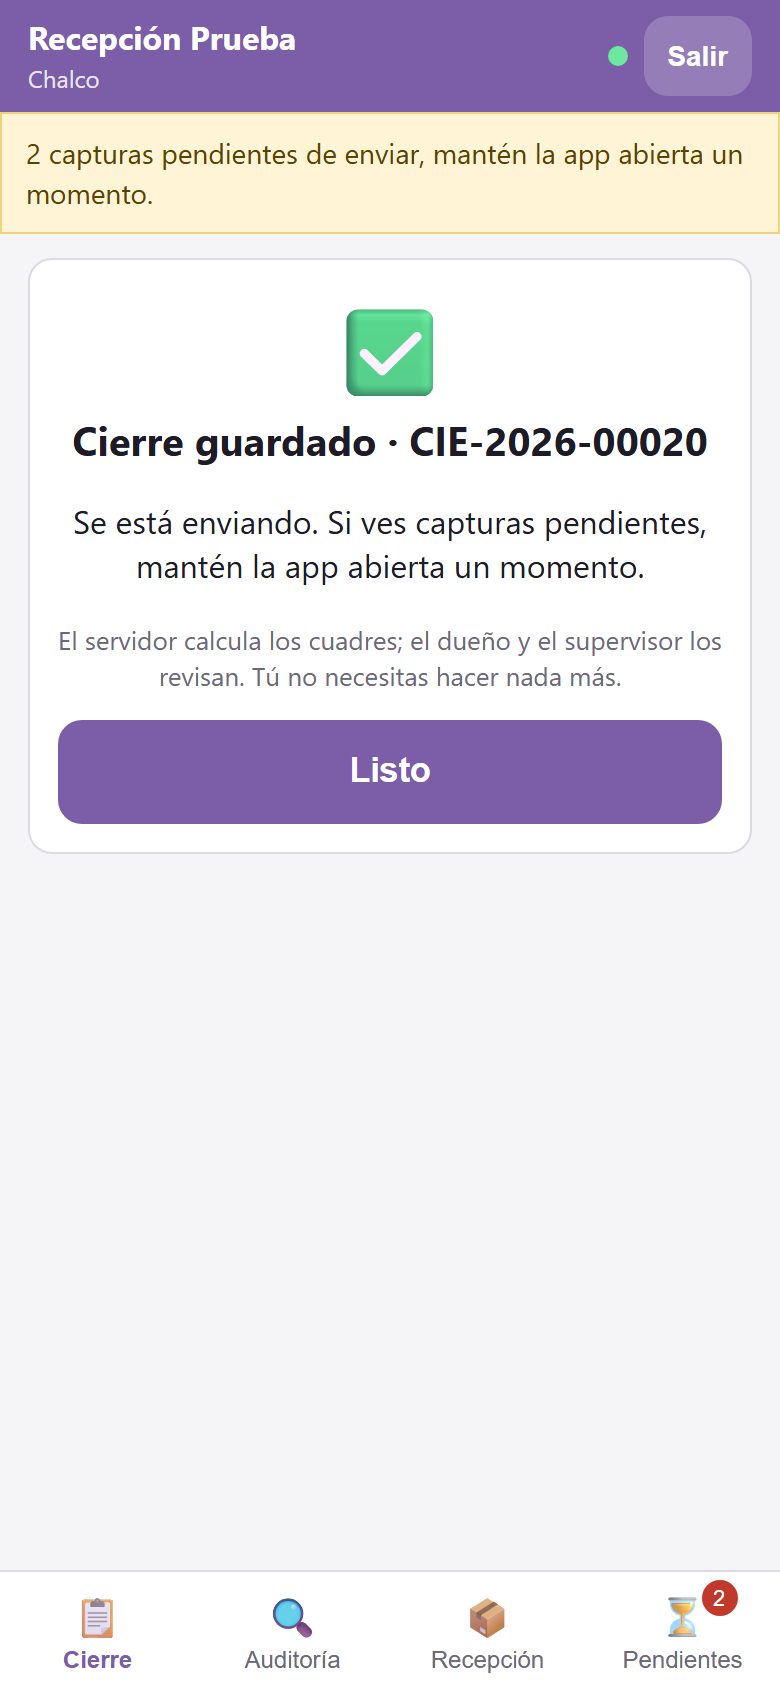 Recepción Prueba
Chalco
Salir
2 capturas pendientes de enviar, mantén la app abierta un
momento.
Cierre guardado · CIE-2026-00020
Se está enviando. Si ves capturas pendientes,
mantén la app abierta un momento.
El servidor calcula los cuadres; el dueño y el supervisor los
revisan. Tú no necesitas hacer nada más.
Listo
2
Cierre
Auditoría
Recepción
Pendientes